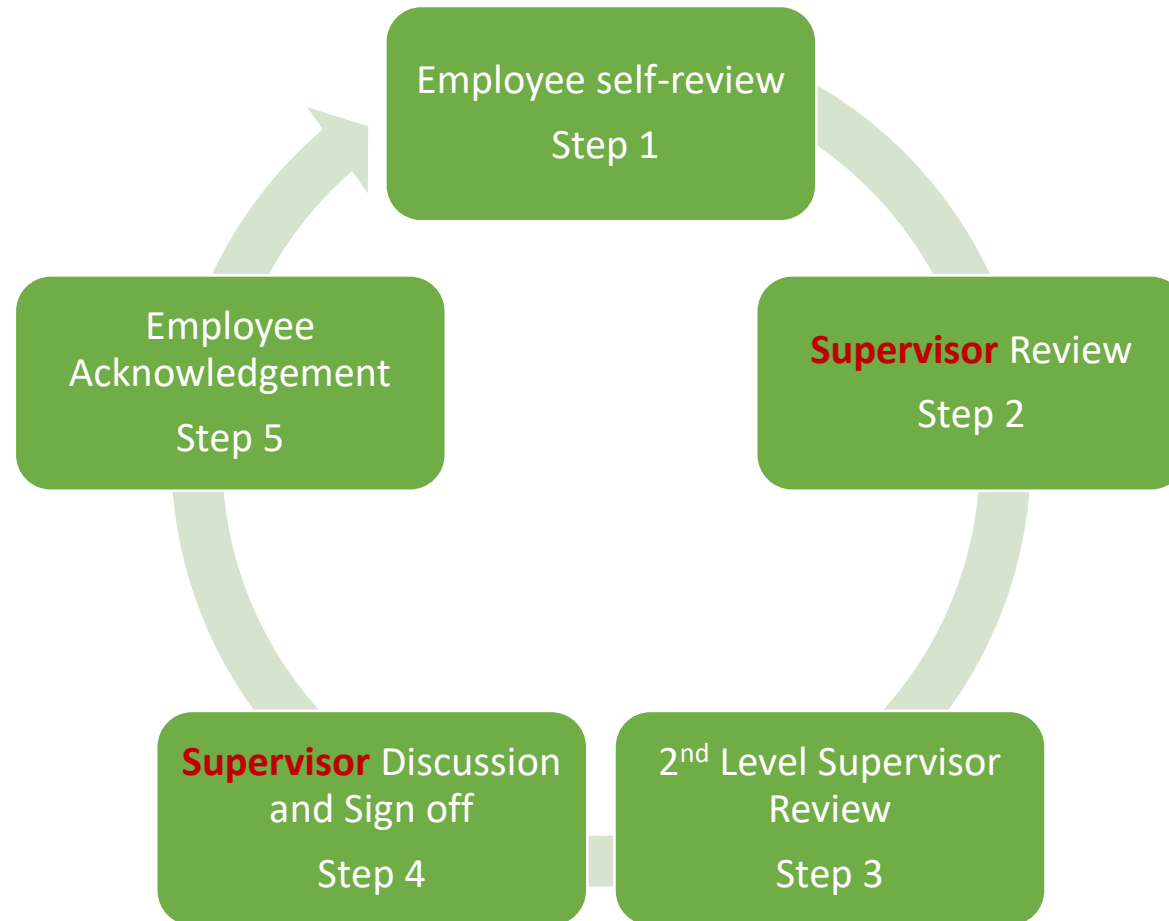 Employee self-review
Step 1
Supervisor Review
Step 2
2nd Level Supervisor
Review
Step 3
Supervisor Discussion
and Sign off
Step 4
Employee
Acknowledgement
Step 5